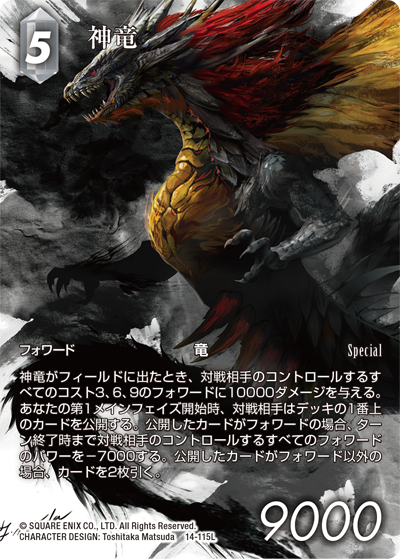 5
神竜
フォワード 竜 Special
神竜がフィールドに出たとき、対戦相手のコントロールするす
べてのコスト3、6、9のフォワードに10000ダメージを与える。
あなたの第1メインフェイズ開始時、対戦相手はデッキの1番上
のカードを公開する。公開したカードがフォワードの場合、ター
ン終了時まで対戦相手のコントロールするすべてのフォワード
のパワーを－7000する。公開したカードがフォワード以外の
場合、カードを2枚引く。
© SQUARE ENIX CO., LTD. All Rights Reserved.
CHARACTER DESIGN: Toshitaka Matsuda 14-115L
9000